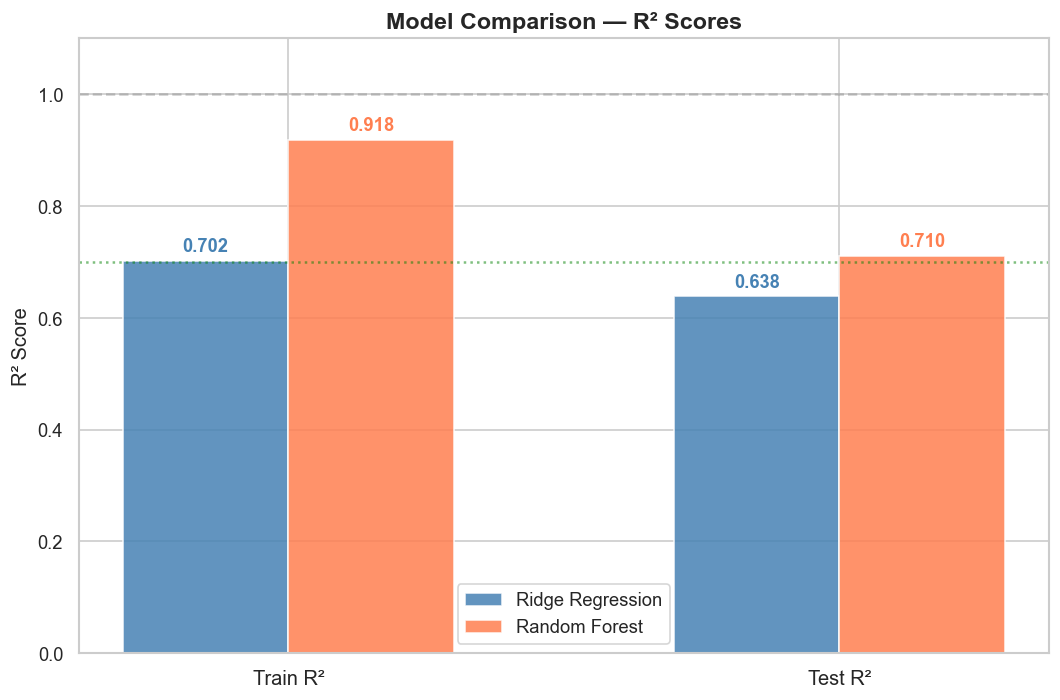 Model Comparison — R² Scores
R² Score
1.0
0.8
0.6
0.4
0.2
0.0
0.702
0.918
0.638
0.710
Ridge Regression
Random Forest
Train R²
Test R²